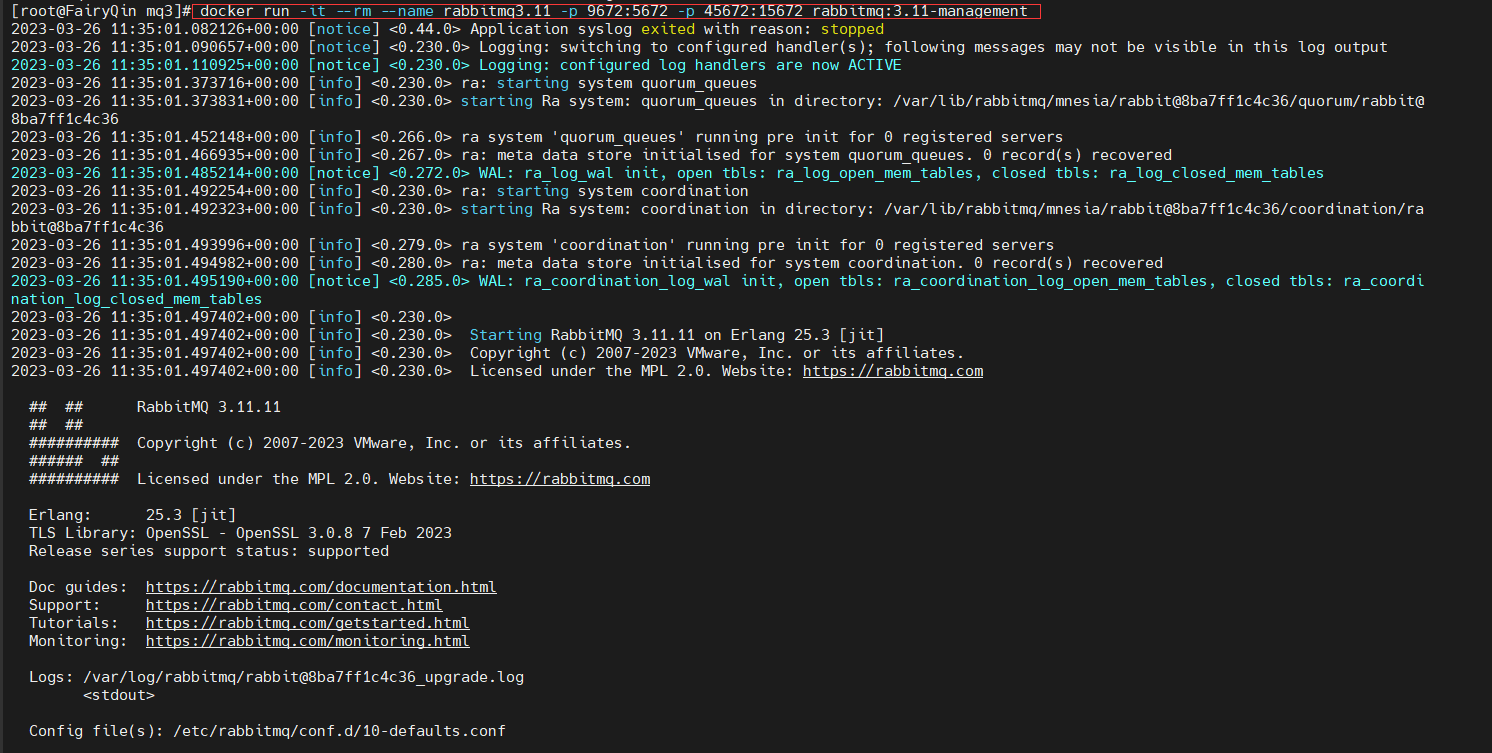 [root@FairyQin mq3]# docker run -it --rm --name rabbitmq3.11 -p 9672:5672 -p 45672:15672 rabbitmq:3.11-management
2023-03-26 11:35:01.082126+00:00 [notice] <0.44.0> Application syslog exited with reason: stopped
2023-03-26 11:35:01.090657+00:00 [notice] <0.230.0> Logging: switching to configured handler(s); following messages may not be visible in this log output
2023-03-26 11:35:01.110925+00:00 [notice] <0.230.0> Logging: configured log handlers are now ACTIVE
2023-03-26 11:35:01.373716+00:00 [info] <0.230.0> ra: starting system quorum_queues
2023-03-26 11:35:01.373831+00:00 [info] <0.230.0> starting Ra system: quorum_queues in directory: /var/lib/rabbitmq/mnesia/rabbit@8ba7ff1c4c36/quorum/rabbit@
8ba7ff1c4c36
2023-03-26 11:35:01.452148+00:00 [info] <0.266.0> ra system 'quorum_queues' running pre init for 0 registered servers
2023-03-26 11:35:01.466935+00:00 [info] <0.267.0> ra: meta data store initialised for system quorum_queues. 0 record(s) recovered
2023-03-26 11:35:01.485214+00:00 [notice] <0.272.0> WAL: ra_log_wal init, open tbls: ra_log_open_mem_tables, closed tbls: ra_log_closed_mem_tables
2023-03-26 11:35:01.492254+00:00 [info] <0.230.0> ra: starting system coordination
2023-03-26 11:35:01.492323+00:00 [info] <0.230.0> starting Ra system: coordination in directory: /var/lib/rabbitmq/mnesia/rabbit@8ba7ff1c4c36/coordination/ra
bbit@8ba7ff1c4c36
2023-03-26 11:35:01.493996+00:00 [info] <0.279.0> ra system 'coordination' running pre init for 0 registered servers
2023-03-26 11:35:01.494982+00:00 [info] <0.280.0> ra: meta data store initialised for system coordination. 0 record(s) recovered
2023-03-26 11:35:01.495190+00:00 [notice] <0.285.0> WAL: ra_coordination_log_wal init, open tbls: ra_coordination_log_open_mem_tables, closed tbls: ra_coordi
nation_log_closed_mem_tables
2023-03-26 11:35:01.497402+00:00 [info] <0.230.0>
2023-03-26 11:35:01.497402+00:00 [info] <0.230.0>  Starting RabbitMQ 3.11.11 on Erlang 25.3 [jit]
2023-03-26 11:35:01.497402+00:00 [info] <0.230.0>  Copyright (c) 2007-2023 VMware, Inc. or its affiliates.
2023-03-26 11:35:01.497402+00:00 [info] <0.230.0>  Licensed under the MPL 2.0. Website: https://rabbitmq.com
##  ##      RabbitMQ 3.11.11
##  ##
##########  Copyright (c) 2007-2023 VMware, Inc. or its affiliates.
######  ##
##########  Licensed under the MPL 2.0. Website: https://rabbitmq.com
Erlang:      25.3 [jit]
TLS Library: OpenSSL - OpenSSL 3.0.8 7 Feb 2023
Release series support status: supported
Doc guides:  https://rabbitmq.com/documentation.html
Support:     https://rabbitmq.com/contact.html
Tutorials:   https://rabbitmq.com/getstarted.html
Monitoring:  https://rabbitmq.com/monitoring.html
Logs: /var/log/rabbitmq/rabbit@8ba7ff1c4c36_upgrade.log
<stdout>
Config file(s): /etc/rabbitmq/conf.d/10-defaults.conf